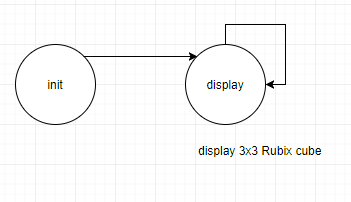 init
display
display 3x3 Rubix cube